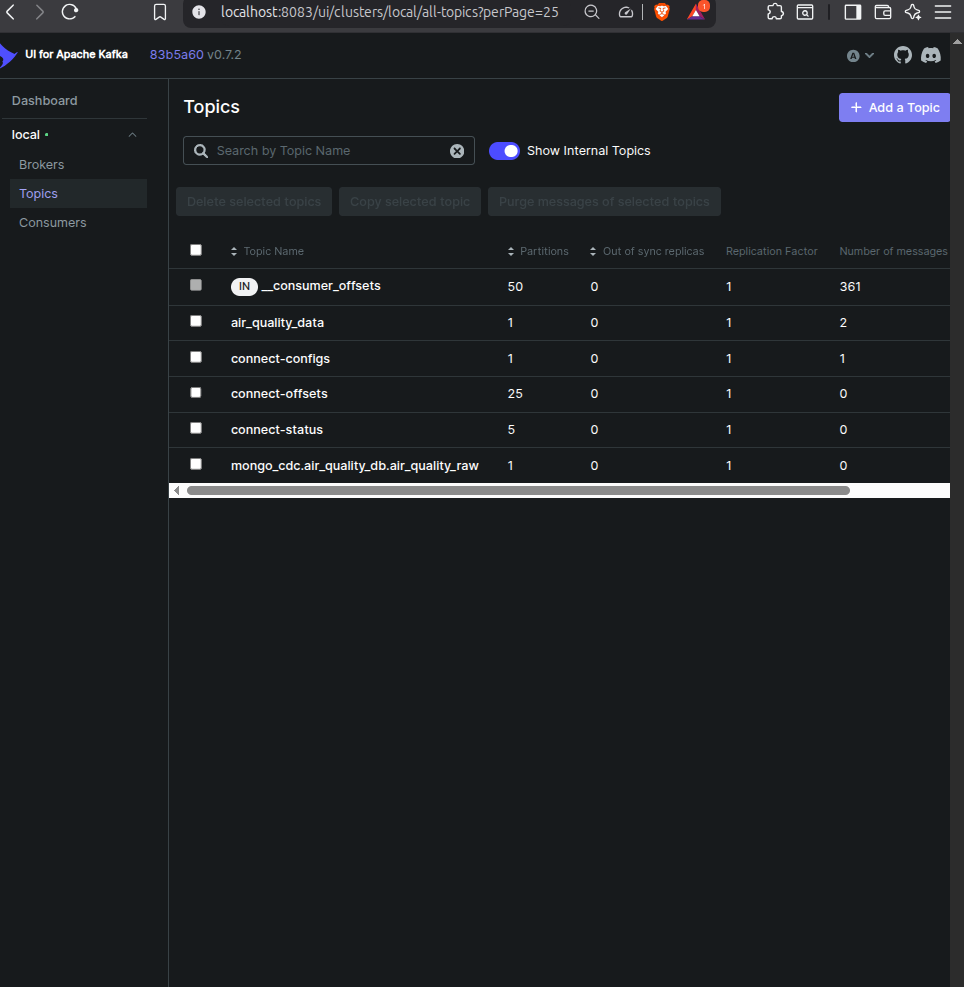 localhost:8083/ui/clusters/local/all-topics?perPage=25
1
UI for Apache Kafka 83b5a60 v0.7.2
A
Dashboard
local
Brokers
Topics
Consumers
Topics
+ Add a Topic
Search by Topic Name
Show Internal Topics
Delete selected topics Copy selected topic Purge messages of selected topics
Topic Name Partitions Out of sync replicas Replication Factor Number of messages
IN __consumer_offsets 50 0 1 361
air_quality_data 1 0 1 2
connect-configs 1 0 1 1
connect-offsets 25 0 1 0
connect-status 5 0 1 0
mongo_cdc.air_quality_db.air_quality_raw 1 0 1 0